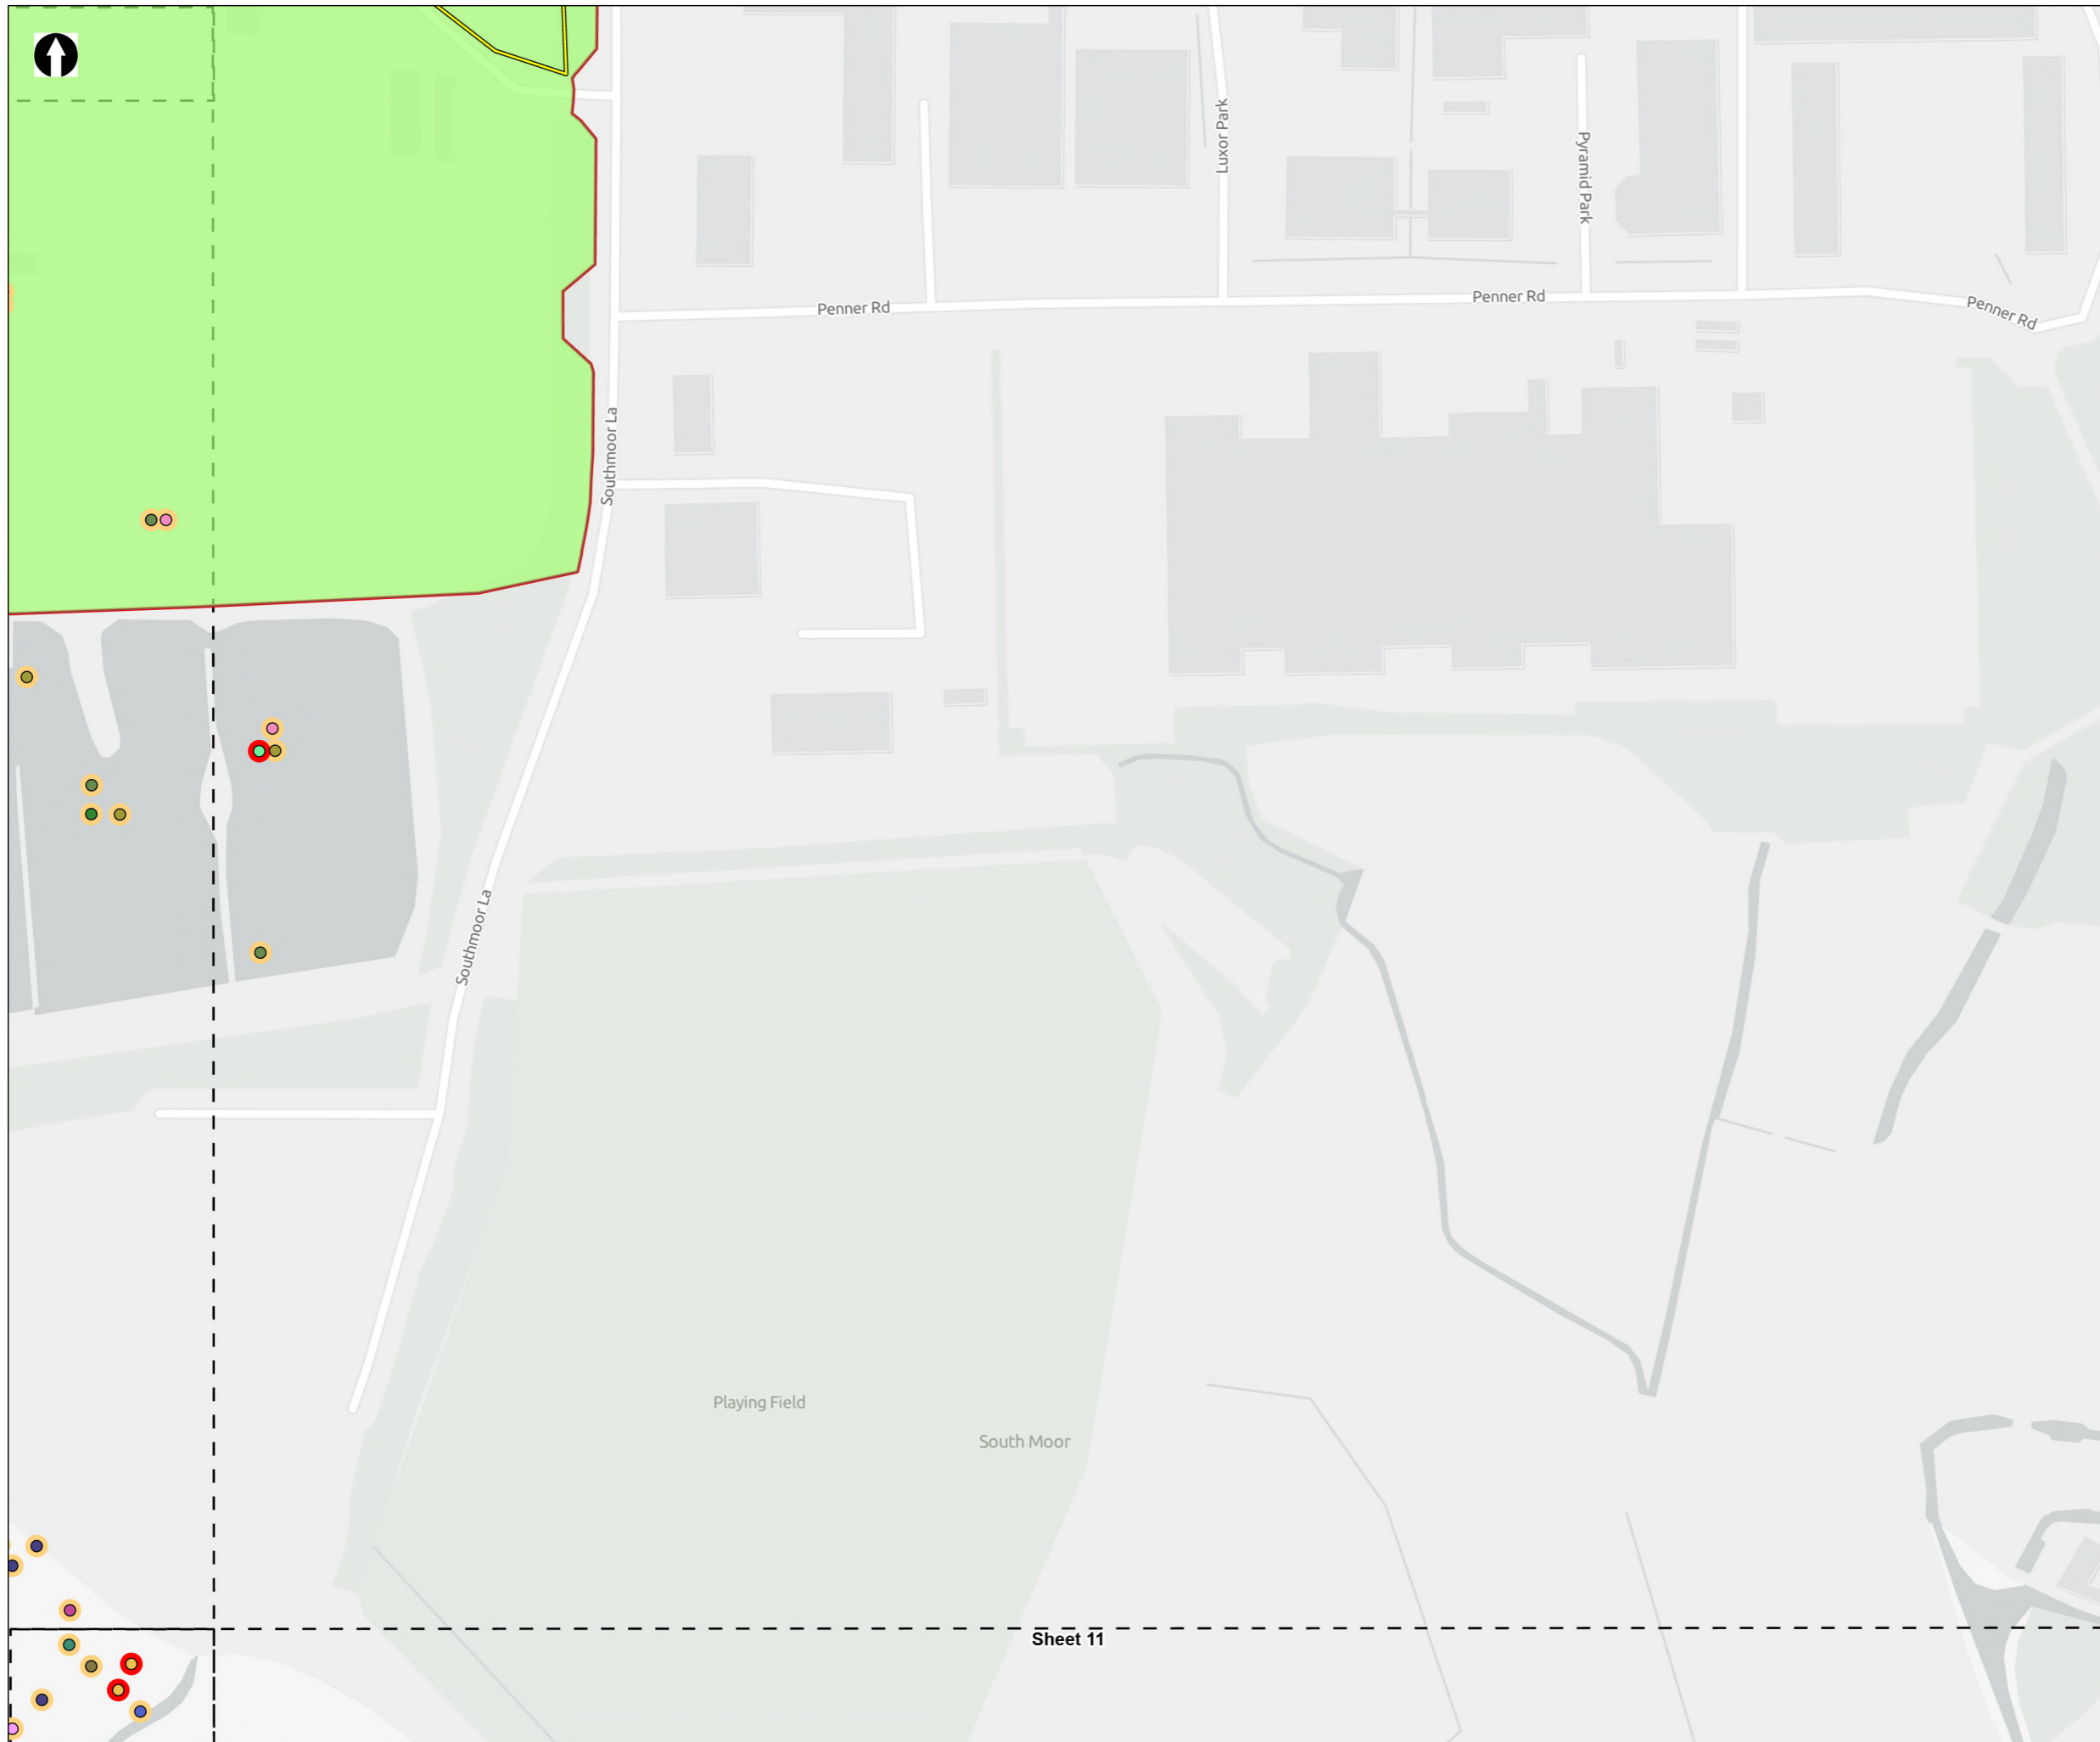 Luxor Park
Pyramid Park
Penner Rd
Penner Rd
Penner Rd
Southmoor La
Southmoor La
Playing Field
South Moor
Sheet 11